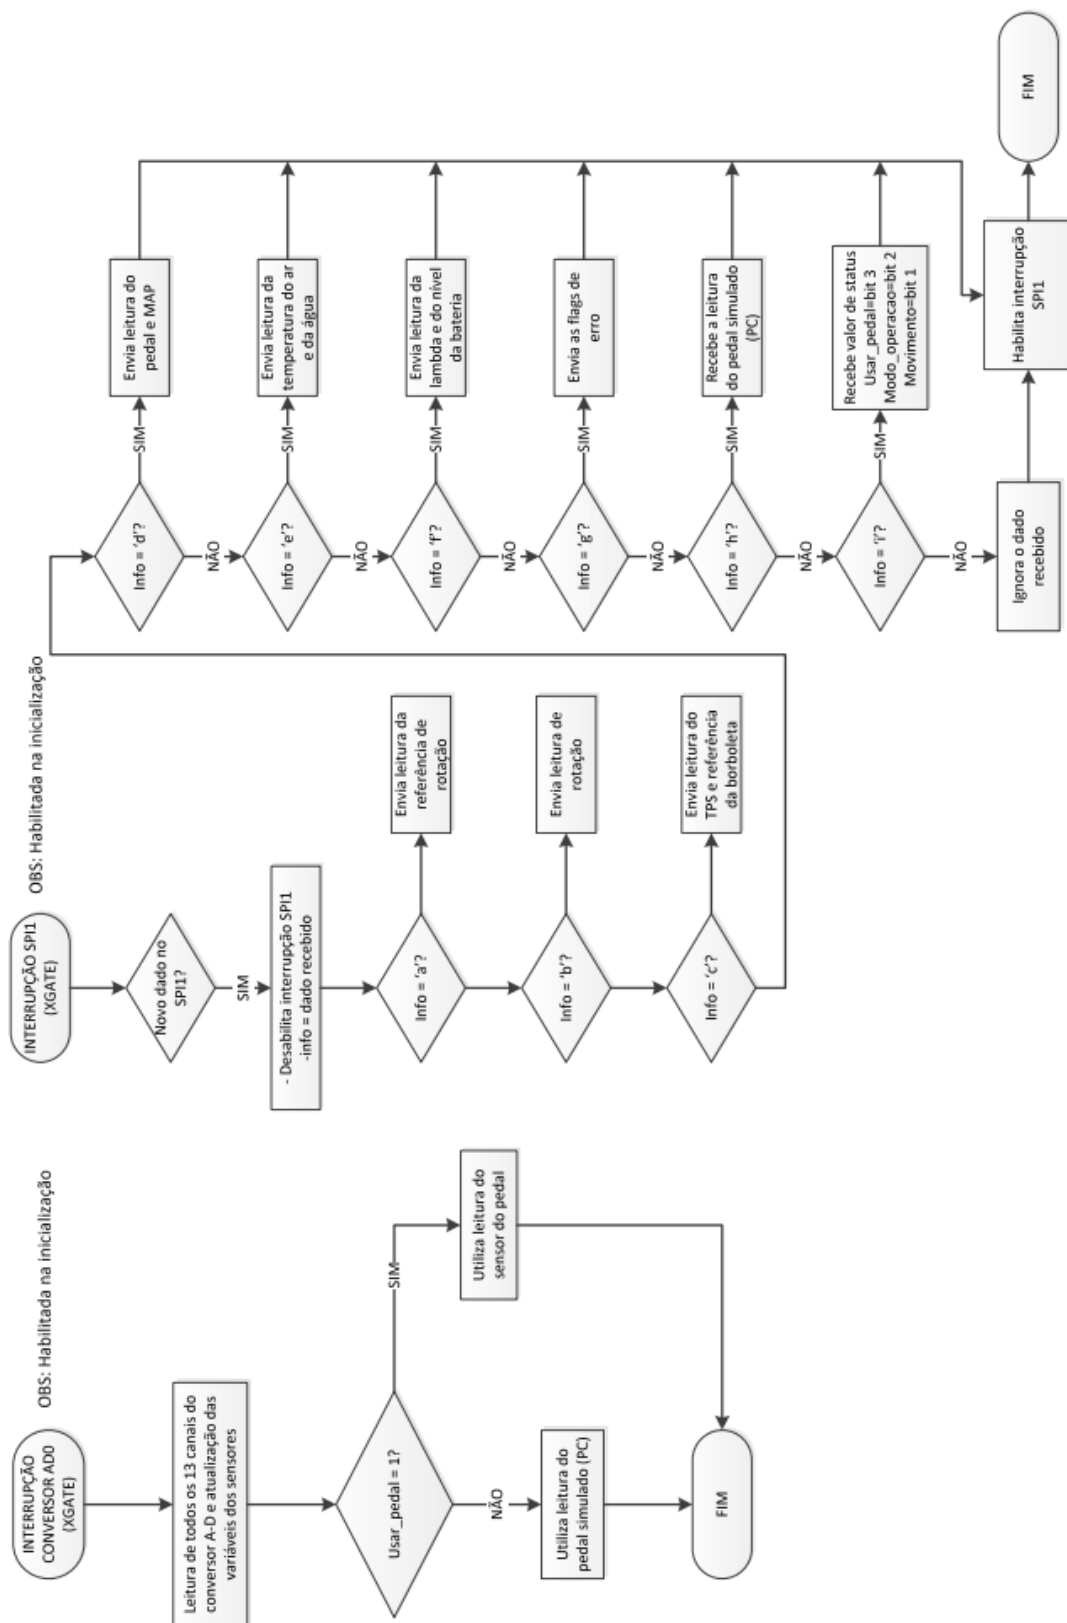 INTERRUPÇÃO
CONVERSOR AD0
(XGATE)
OBS: Habilitada na inicialização
Leitura de todos os 13 canais do
conversor A-D e atualização das
variáveis dos sensores
Usar_pedal = 1?
SIM
NÃO
Utiliza leitura do
sensor do pedal
Utiliza leitura do
pedal simulado (PC)
FIM
INTERRUPÇÃO SPI1
(XGATE)
OBS: Habilitada na inicialização
Novo dado no
SPI1?
SIM
- Desabilita interrupção SPI1
-info = dado recebido
Info = 'a'?
Envia leitura da
referência de
rotação
Info = 'b'?
Envia leitura de
rotação
Info = 'c'?
Envia leitura do
TPS e referência
da borboleta
Info = 'd'?
SIM
Envia leitura do
pedal e MAP
NÃO
Info = 'e'?
SIM
Envia leitura da
temperatura do ar
e da água
NÃO
Info = 'f'?
SIM
Envia leitura da
lambda e do nível
da bateria
NÃO
Info = 'g'?
SIM
Envia as flags de
erro
NÃO
Info = 'h'?
SIM
Recebe a leitura
do pedal simulado
(PC)
NÃO
Info = 'i'?
SIM
Recebe valor de status
Usar_pedal=bit 3
Modo_operacao=bit 2
Movimento=bit 1
NÃO
Ignora o dado
recebido
Habilita interrupção
SPI1
FIM